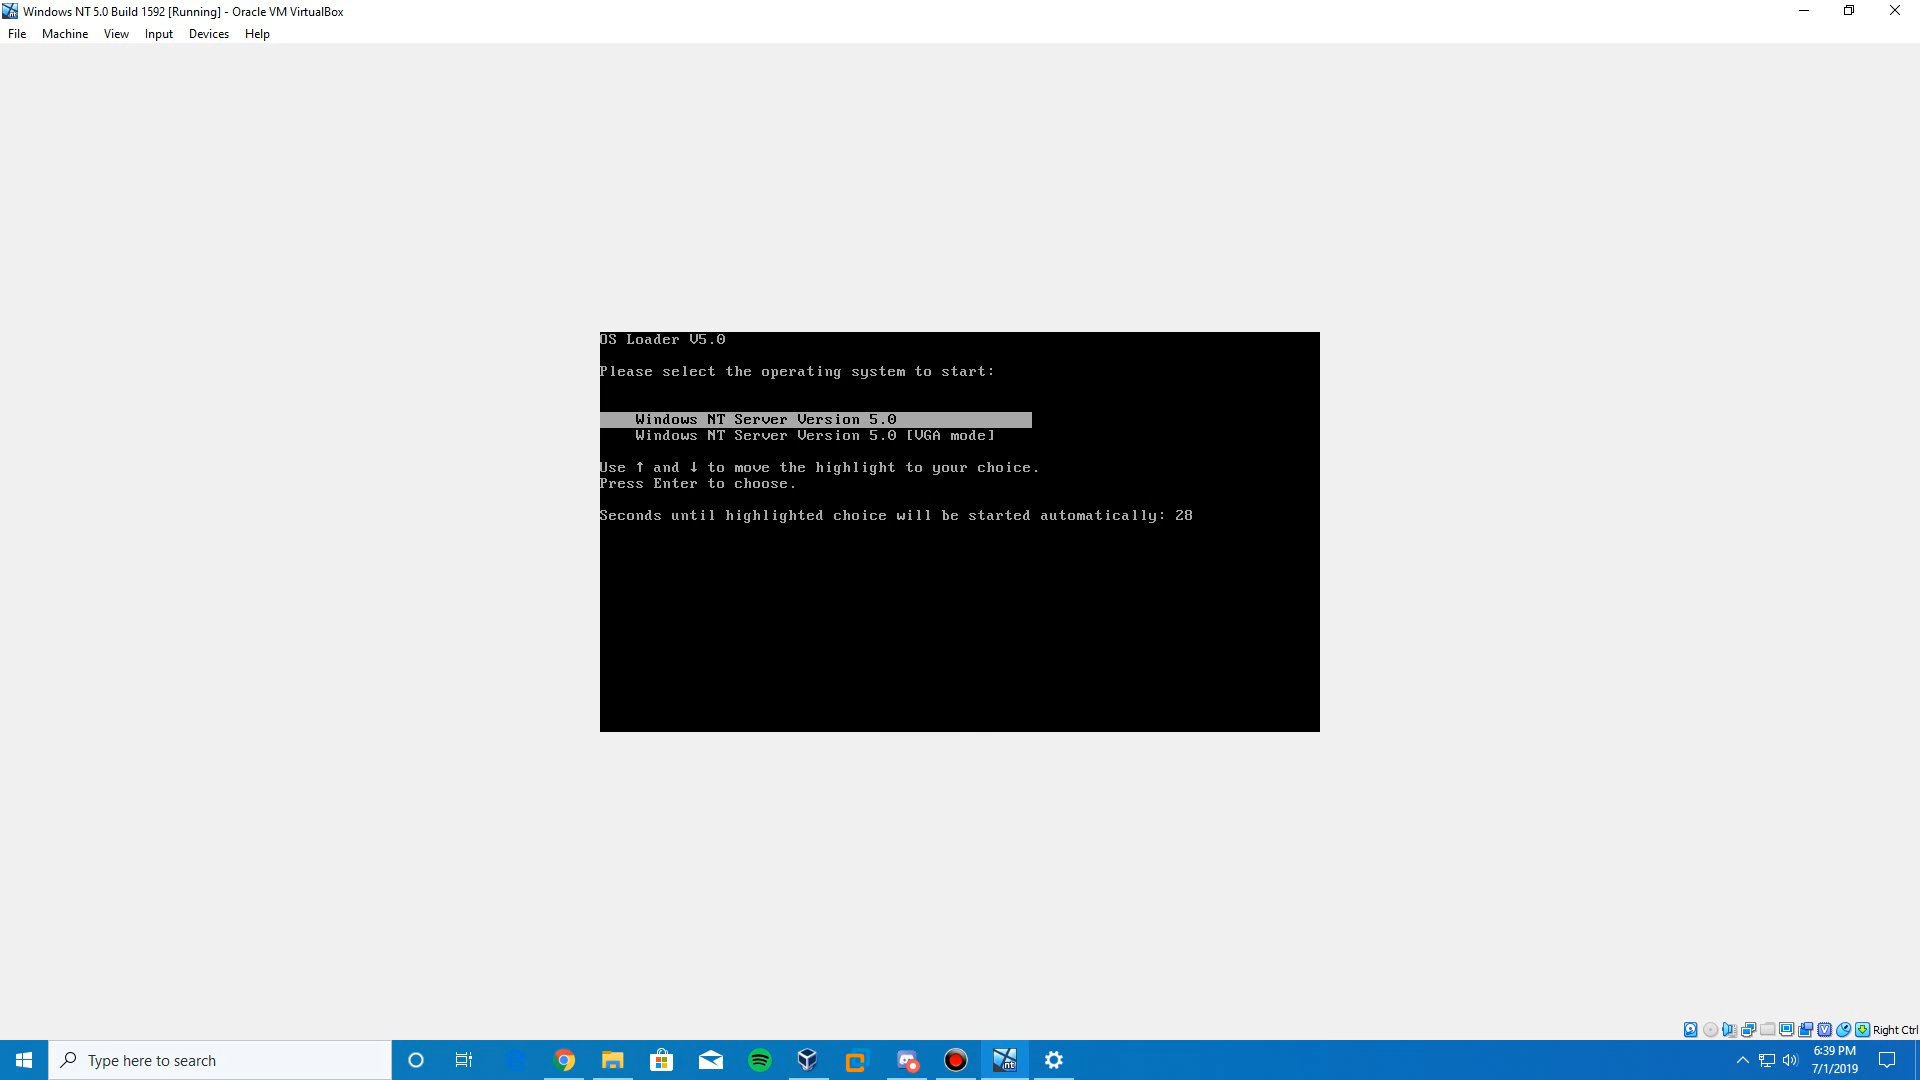 Windows NT 5.0 Build 1592 [Running] - Oracle VM VirtualBox
File Machine View Input Devices Help
OS Loader V5.0
Please select the operating system to start:
Windows NT Server Version 5.0
Windows NT Server Version 5.0 [VGA mode]
Use ↑ and ↓ to move the highlight to your choice.
Press Enter to choose.
Seconds until highlighted choice will be started automatically: 28
Right Ctrl
Type here to search
nt
6:39 PM
7/1/2019